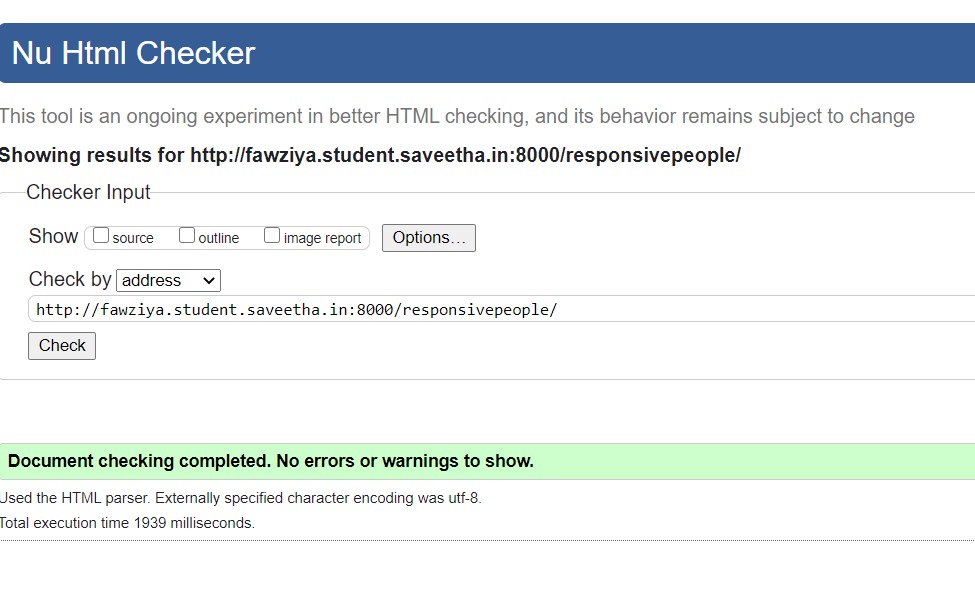 Nu Html Checker
This tool is an ongoing experiment in better HTML checking, and its behavior remains subject to change
Showing results for http://fawziya.student.saveetha.in:8000/responsivepeople/
Checker Input
Show source outline image report Options...
Check by address
http://fawziya.student.saveetha.in:8000/responsivepeople/
Check
Document checking completed. No errors or warnings to show.
Used the HTML parser. Externally specified character encoding was utf-8.
Total execution time 1939 milliseconds.